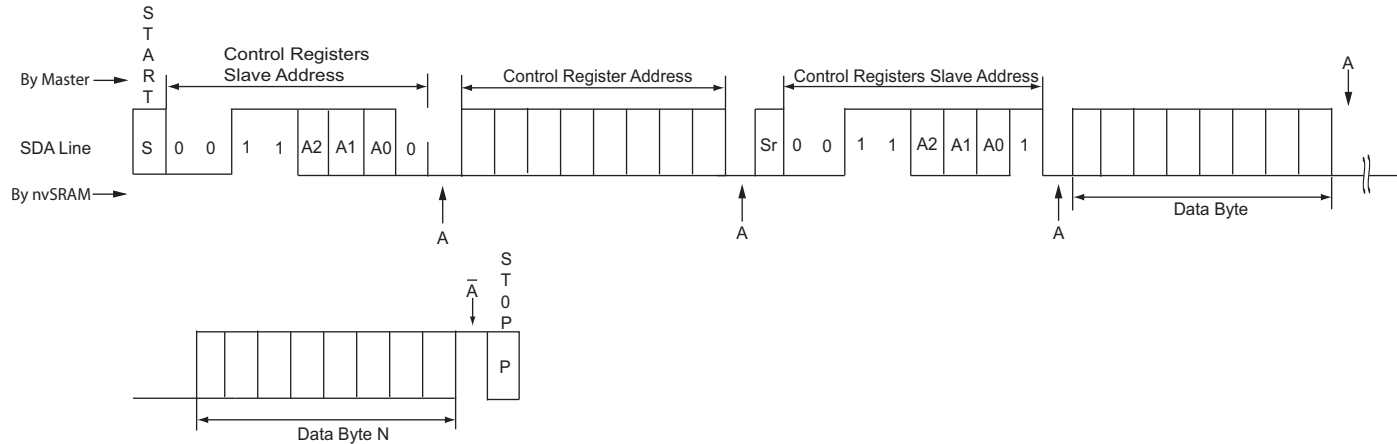 START
Control Registers
Slave Address
By Master
Control Register Address
Control Registers Slave Address
A
SDA Line
S 0 0 1 1 A2 A1 A0 0
Sr 0 0 1 1 A2 A1 A0 1
By nvSRAM
A
A
A
Data Byte
ST0P
A̅
P
Data Byte N